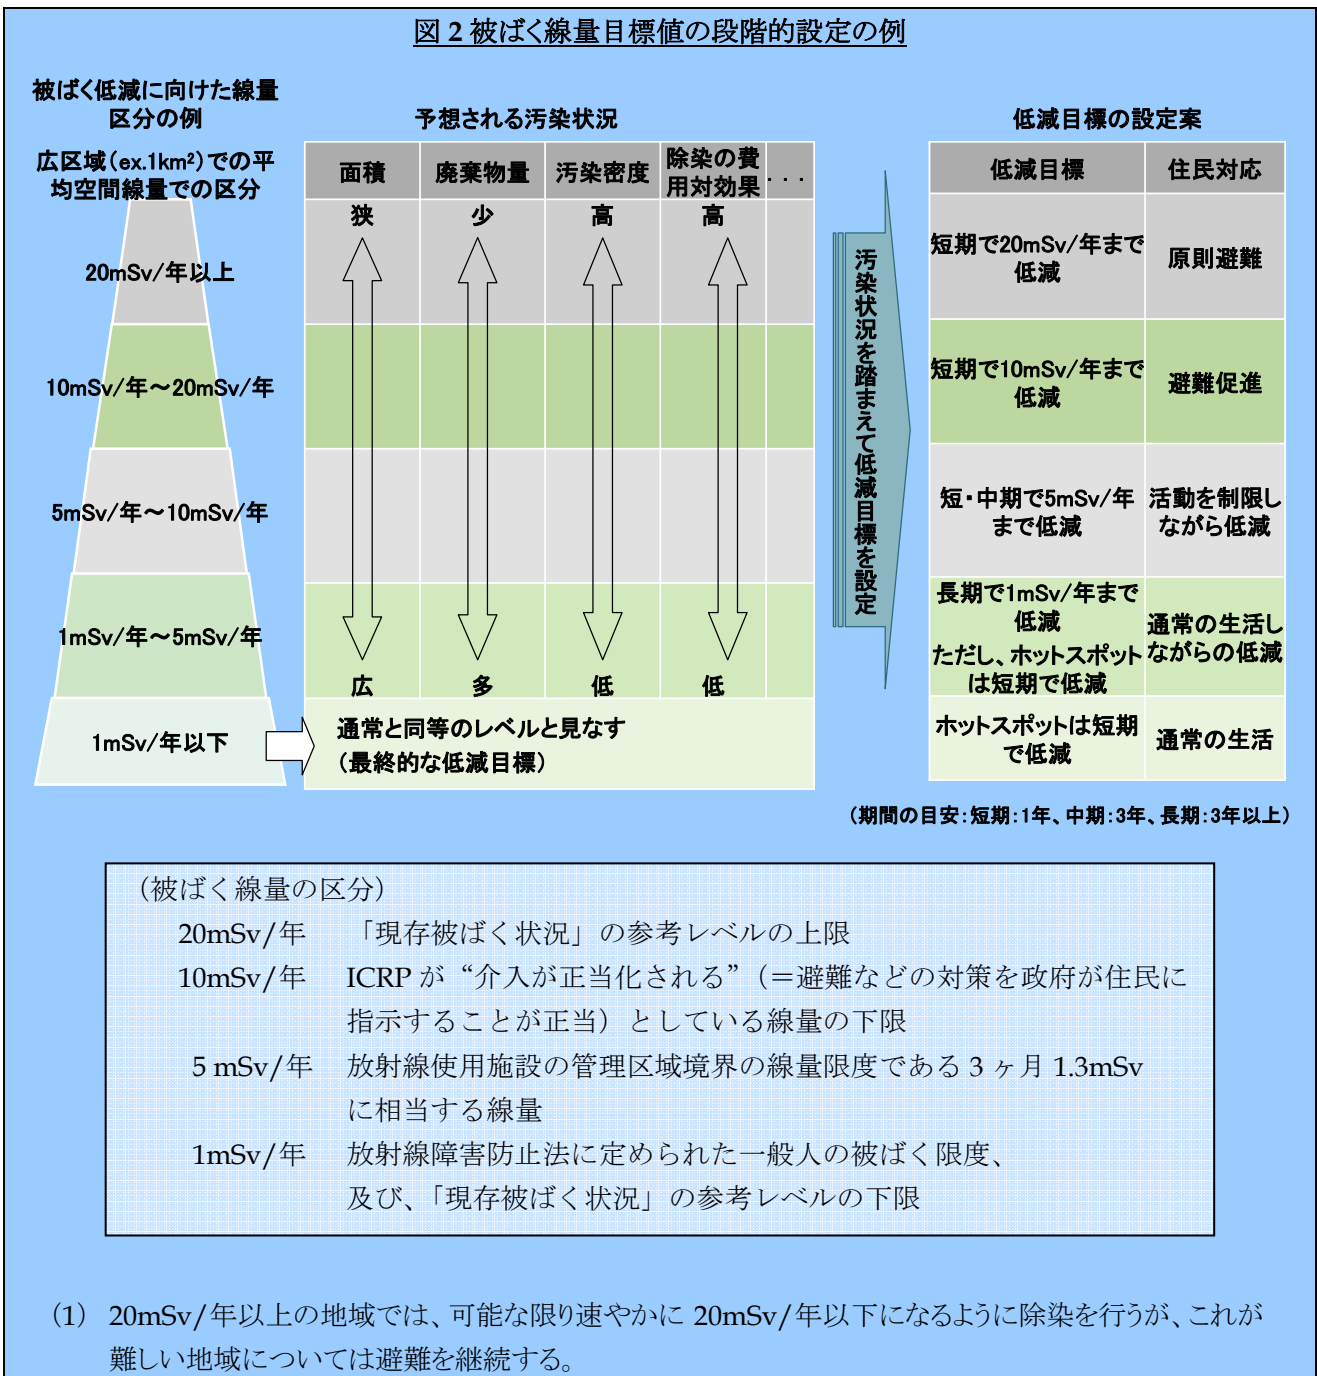 図 2 被ばく線量目標値の段階的設定の例
被ばく低減に向けた線量
区分の例
広区域（ex.1km²）での平
均空間線量での区分
20mSv/年以上
10mSv/年～20mSv/年
5mSv/年～10mSv/年
1mSv/年～5mSv/年
1mSv/年以下
予想される汚染状況
面積
廃棄物量
汚染密度
除染の費
用対効果
...
狭
少
高
高
広
多
低
低
通常と同等のレベルと見なす
（最終的な低減目標）
汚染状況を踏まえて低減目標を設定
低減目標の設定案
低減目標
住民対応
短期で20mSv/年まで
低減
原則避難
短期で10mSv/年まで
低減
避難促進
短・中期で5mSv/年
まで低減
活動を制限し
ながら低減
長期で1mSv/年まで
低減
ただし、ホットスポット
は短期で低減
通常の生活し
ながらの低減
ホットスポットは短期
で低減
通常の生活
（期間の目安：短期：1年、中期：3年、長期：3年以上）
（被ばく線量の区分）
20mSv/年　「現存被ばく状況」の参考レベルの上限
10mSv/年　ICRP が“介入が正当化される”（＝避難などの対策を政府が住民に
指示することが正当）としている線量の下限
5 mSv/年　放射線使用施設の管理区域境界の線量限度である 3 ヶ月 1.3mSv
に相当する線量
1mSv/年　放射線障害防止法に定められた一般人の被ばく限度、
及び、「現存被ばく状況」の参考レベルの下限
（1） 20mSv/年以上の地域では、可能な限り速やかに 20mSv/年以下になるように除染を行うが、これが
難しい地域については避難を継続する。